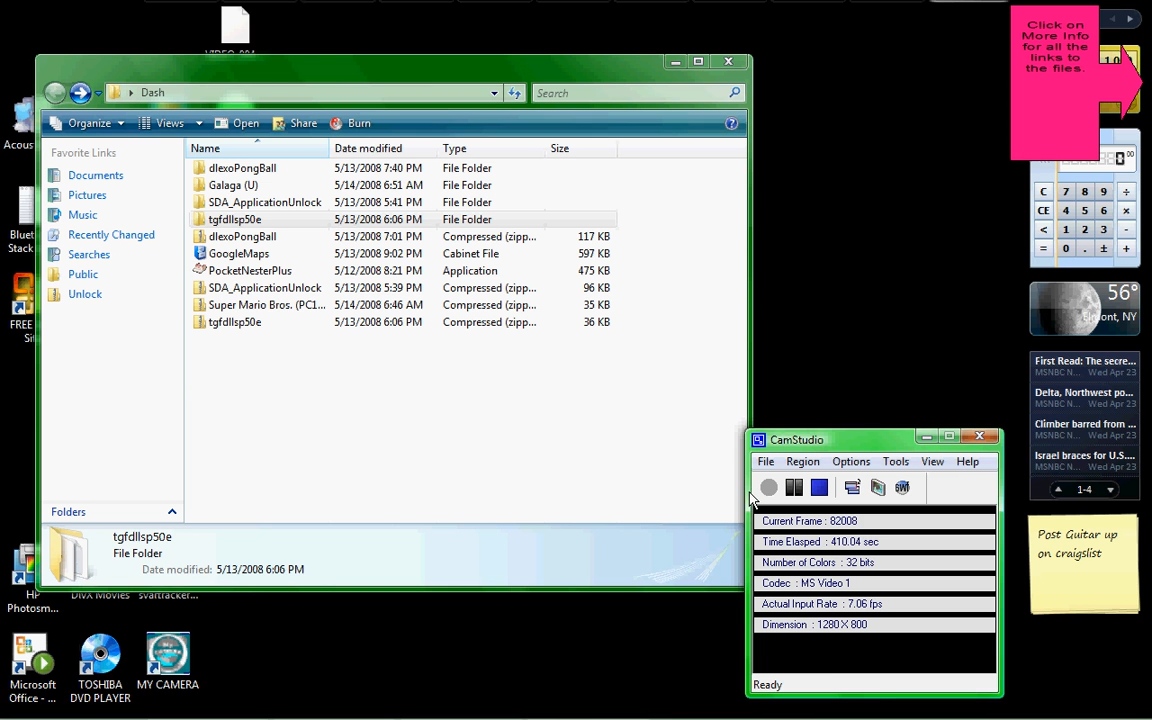 Click on
More Info
for all the
links to
the files.
Dash
Search
Organize
Views
Open
Share
Burn
Favorite Links
Documents
Pictures
Music
Recently Changed
Searches
Public
Unlock
Folders
Name Date modified Type Size
dlexoPongBall 5/13/2008 7:40 PM File Folder
Galaga (U) 5/14/2008 6:51 AM File Folder
SDA_ApplicationUnlock 5/13/2008 5:41 PM File Folder
tgfdllsp50e 5/13/2008 6:06 PM File Folder
dlexoPongBall 5/13/2008 7:01 PM Compressed (zipp... 117 KB
GoogleMaps 5/13/2008 9:02 PM Cabinet File 597 KB
PocketNesterPlus 5/12/2008 8:21 PM Application 475 KB
SDA_ApplicationUnlock 5/13/2008 5:39 PM Compressed (zipp... 96 KB
Super Mario Bros. (PC1... 5/14/2008 6:46 AM Compressed (zipp... 35 KB
tgfdllsp50e 5/13/2008 6:06 PM Compressed (zipp... 36 KB
tgfdllsp50e
File Folder
Date modified: 5/13/2008 6:06 PM
CamStudio
File Region Options Tools View Help
SWF
Current Frame : 82008
Time Elasped : 410.04 sec
Number of Colors : 32 bits
Codec : MS Video 1
Actual Input Rate : 7.06 fps
Dimension : 1280 X 800
Ready
0 00
C 7 8 9 ÷
CE 4 5 6 ×
< 1 2 3 -
= 0 . ± +
56°
First Read: The secre...
MSNBC N... Wed Apr 23
Delta, Northwest po...
MSNBC N... Wed Apr 23
Climber barred from ...
MSNBC N... Wed Apr 23
Israel braces for U.S....
MSNBC N... Wed Apr 23
1-4
Post Guitar up
on craigslist
Acous
Bluet
Stack
FREE
HP
Photosm...
DivX Movies
svartracker...
Microsoft
Office - ...
TOSHIBA
DVD PLAYER
MY CAMERA